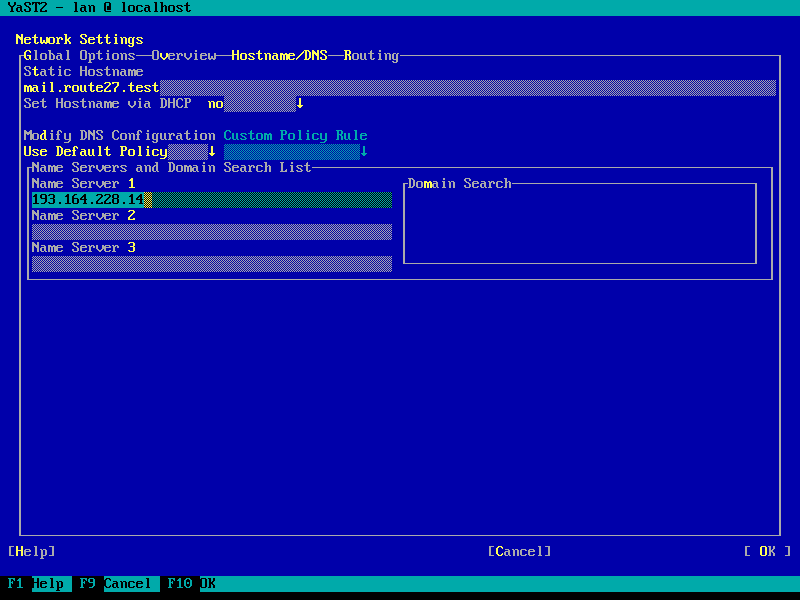 YaST2 - lan @ localhost
Network Settings
Global Options Overview Hostname/DNS Routing
Static Hostname
mail.route27.test
Set Hostname via DHCP no ↓
Modify DNS Configuration Custom Policy Rule
Use Default Policy ↓ ↓
Name Servers and Domain Search List
Name Server 1 Domain Search
193.164.228.14
Name Server 2
Name Server 3
[Help] [Cancel] [ OK ]
F1 Help F9 Cancel F10 OK